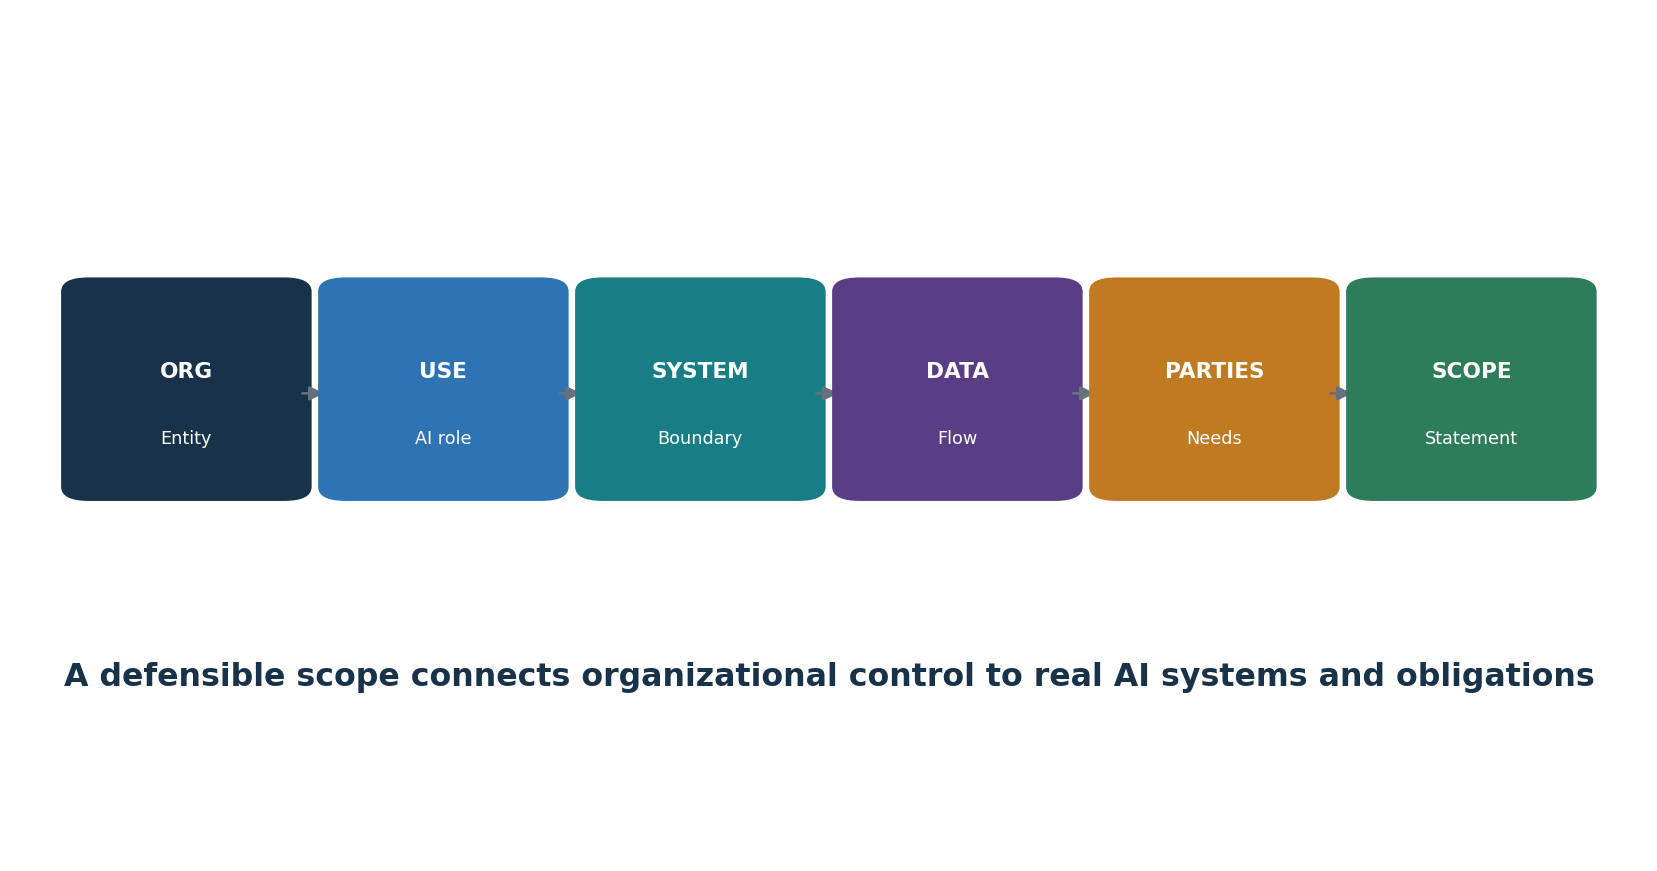 ORG
Entity
USE
AI role
SYSTEM
Boundary
DATA
Flow
PARTIES
Needs
SCOPE
Statement
A defensible scope connects organizational control to real AI systems and obligations